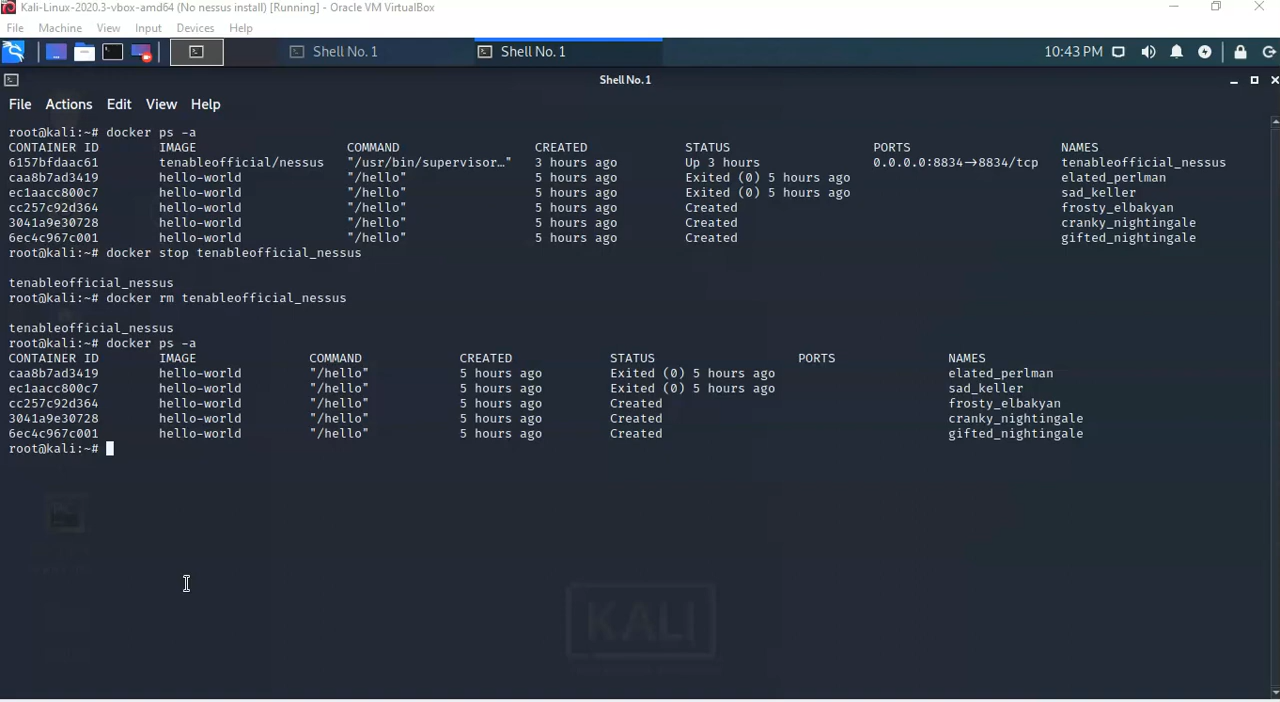 Kali-Linux-2020.3-vbox-amd64 (No nessus install) [Running] - Oracle VM VirtualBox
File Machine View Input Devices Help
Shell No. 1 Shell No. 1 10:43 PM
Shell No. 1
File Actions Edit View Help
root@kali:~# docker ps -a
CONTAINER ID IMAGE COMMAND CREATED STATUS PORTS NAMES
6157bfdaac61 tenableofficial/nessus "/usr/bin/supervisor…" 3 hours ago Up 3 hours 0.0.0.0:8834→8834/tcp tenableofficial_nessus
caa8b7ad3419 hello-world "/hello" 5 hours ago Exited (0) 5 hours ago elated_perlman
ec1aacc800c7 hello-world "/hello" 5 hours ago Exited (0) 5 hours ago sad_keller
cc257c92d364 hello-world "/hello" 5 hours ago Created frosty_elbakyan
3041a9e30728 hello-world "/hello" 5 hours ago Created cranky_nightingale
6ec4c967c001 hello-world "/hello" 5 hours ago Created gifted_nightingale
root@kali:~# docker stop tenableofficial_nessus
tenableofficial_nessus
root@kali:~# docker rm tenableofficial_nessus
tenableofficial_nessus
root@kali:~# docker ps -a
CONTAINER ID IMAGE COMMAND CREATED STATUS PORTS NAMES
caa8b7ad3419 hello-world "/hello" 5 hours ago Exited (0) 5 hours ago elated_perlman
ec1aacc800c7 hello-world "/hello" 5 hours ago Exited (0) 5 hours ago sad_keller
cc257c92d364 hello-world "/hello" 5 hours ago Created frosty_elbakyan
3041a9e30728 hello-world "/hello" 5 hours ago Created cranky_nightingale
6ec4c967c001 hello-world "/hello" 5 hours ago Created gifted_nightingale
root@kali:~#
KALI